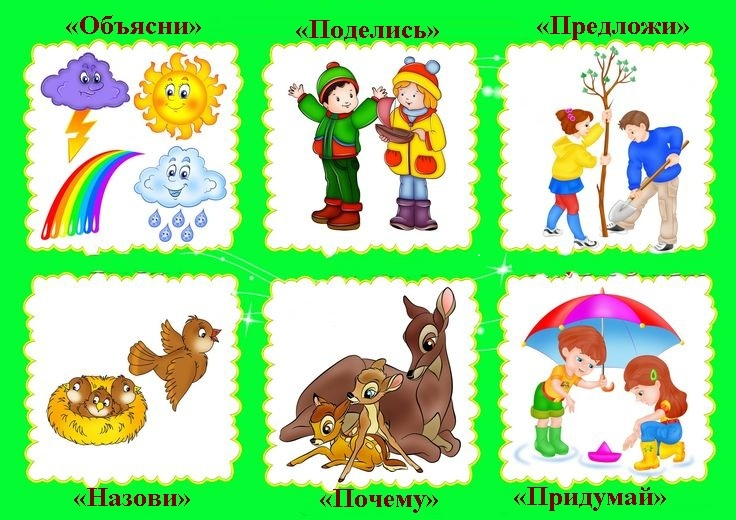 «Объясни»
«Поделись»
«Предложи»
«Назови»
«Почему»
«Придумай»